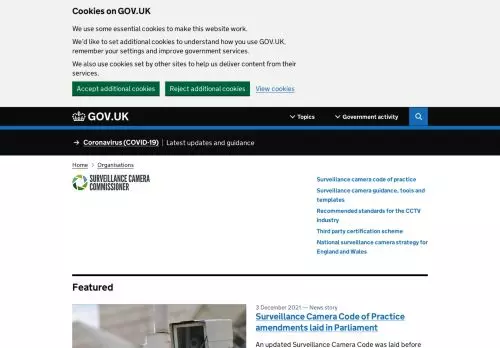 Cookies on GOV.UK
We use some essential cookies to make this website work.
We'd like to set additional cookies to understand how you use GOV.UK,
remember your settings and improve government services.
We also use cookies set by other sites to help us deliver content from their
services.
Accept additional cookies Reject additional cookies View cookies
GOV.UK Topics Government activity
→ Coronavirus (COVID-19) Latest updates and guidance
Home > Organisations
SURVEILLANCE CAMERA
COMMISSIONER
Surveillance camera code of practice
Surveillance camera guidance, tools and
templates
Recommended standards for the CCTV
industry
Third party certification scheme
National surveillance camera strategy for
England and Wales
Featured
3 December 2021 — News story
Surveillance Camera Code of Practice
amendments laid in Parliament
An updated Surveillance Camera Code was laid before